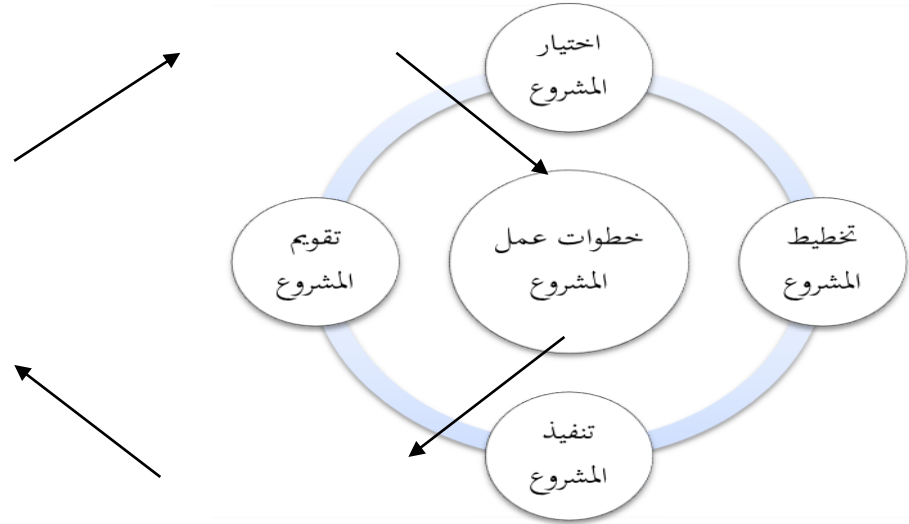 اختيار
المشروع
تخطيط
المشروع
خطوات عمل
المشروع
تقويم
المشروع
تنفيذ
المشروع